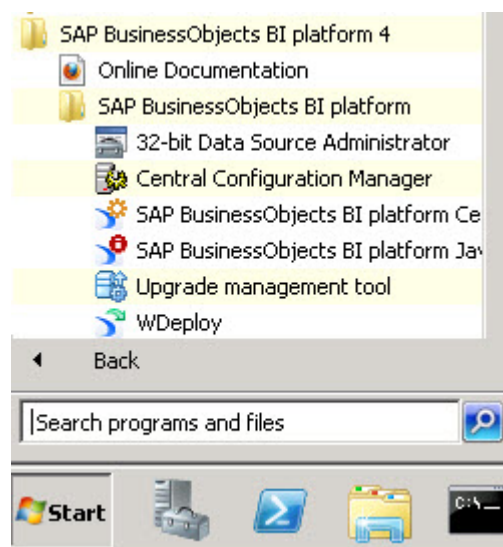 SAP BusinessObjects BI platform 4
Online Documentation
SAP BusinessObjects BI platform
32-bit Data Source Administrator
Central Configuration Manager
SAP BusinessObjects BI platform Ce
SAP BusinessObjects BI platform Jav
Upgrade management tool
WDeploy
Back
Search programs and files
Start
C:\_